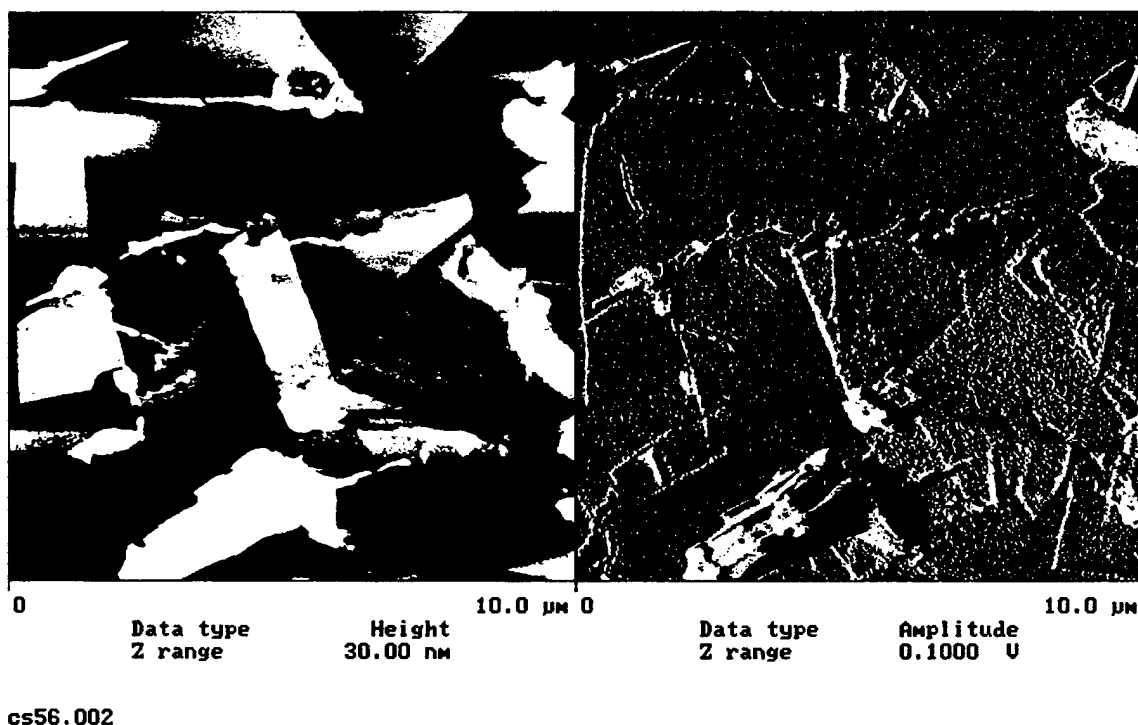 0 10.0 µm 0 10.0 µm
Data type Height Data type Amplitude
Z range 30.00 nm Z range 0.1000 V
cs56.002